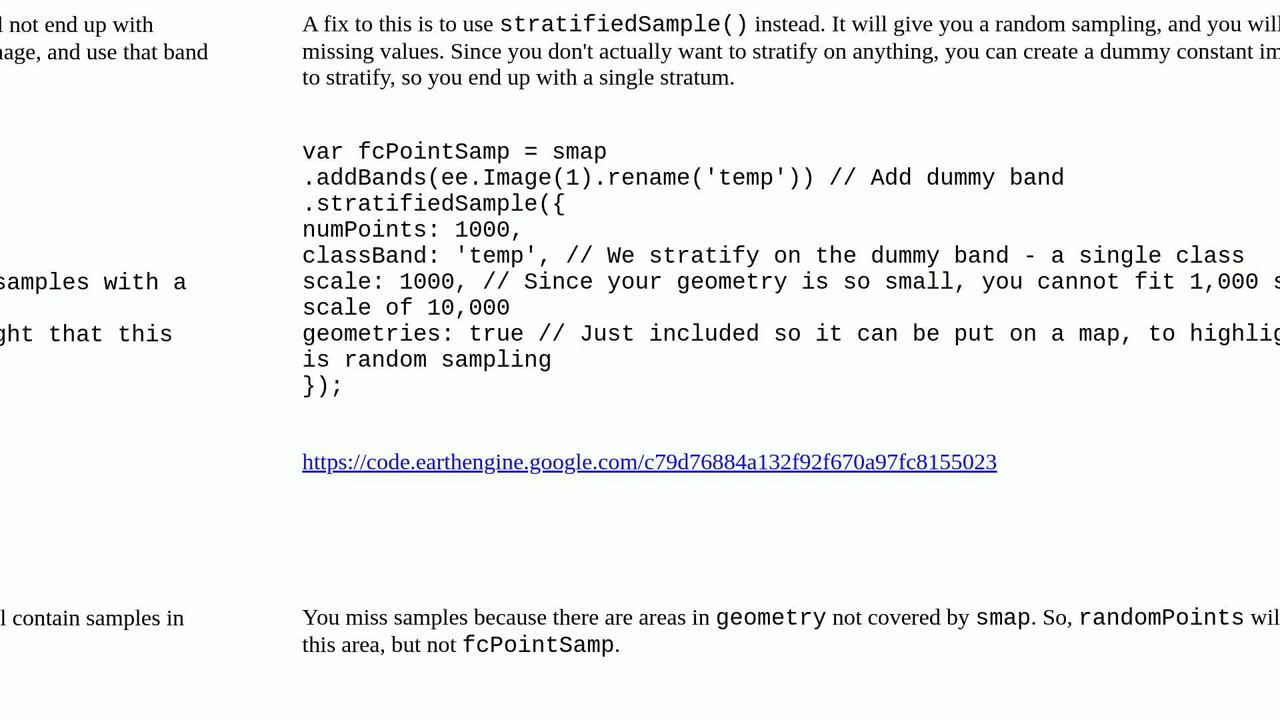 l not end up with
nage, and use that band
samples with a
ght that this
l contain samples in
A fix to this is to use stratifiedSample() instead. It will give you a random sampling, and you will
missing values. Since you don't actually want to stratify on anything, you can create a dummy constant im
to stratify, so you end up with a single stratum.
var fcPointSamp = smap
.addBands(ee.Image(1).rename('temp')) // Add dummy band
.stratifiedSample({
numPoints: 1000,
classBand: 'temp', // We stratify on the dummy band - a single class
scale: 1000, // Since your geometry is so small, you cannot fit 1,000 s
scale of 10,000
geometries: true // Just included so it can be put on a map, to highlig
is random sampling
});
https://code.earthengine.google.com/c79d76884a132f92f670a97fc8155023
You miss samples because there are areas in geometry not covered by smap. So, randomPoints wil
this area, but not fcPointSamp.